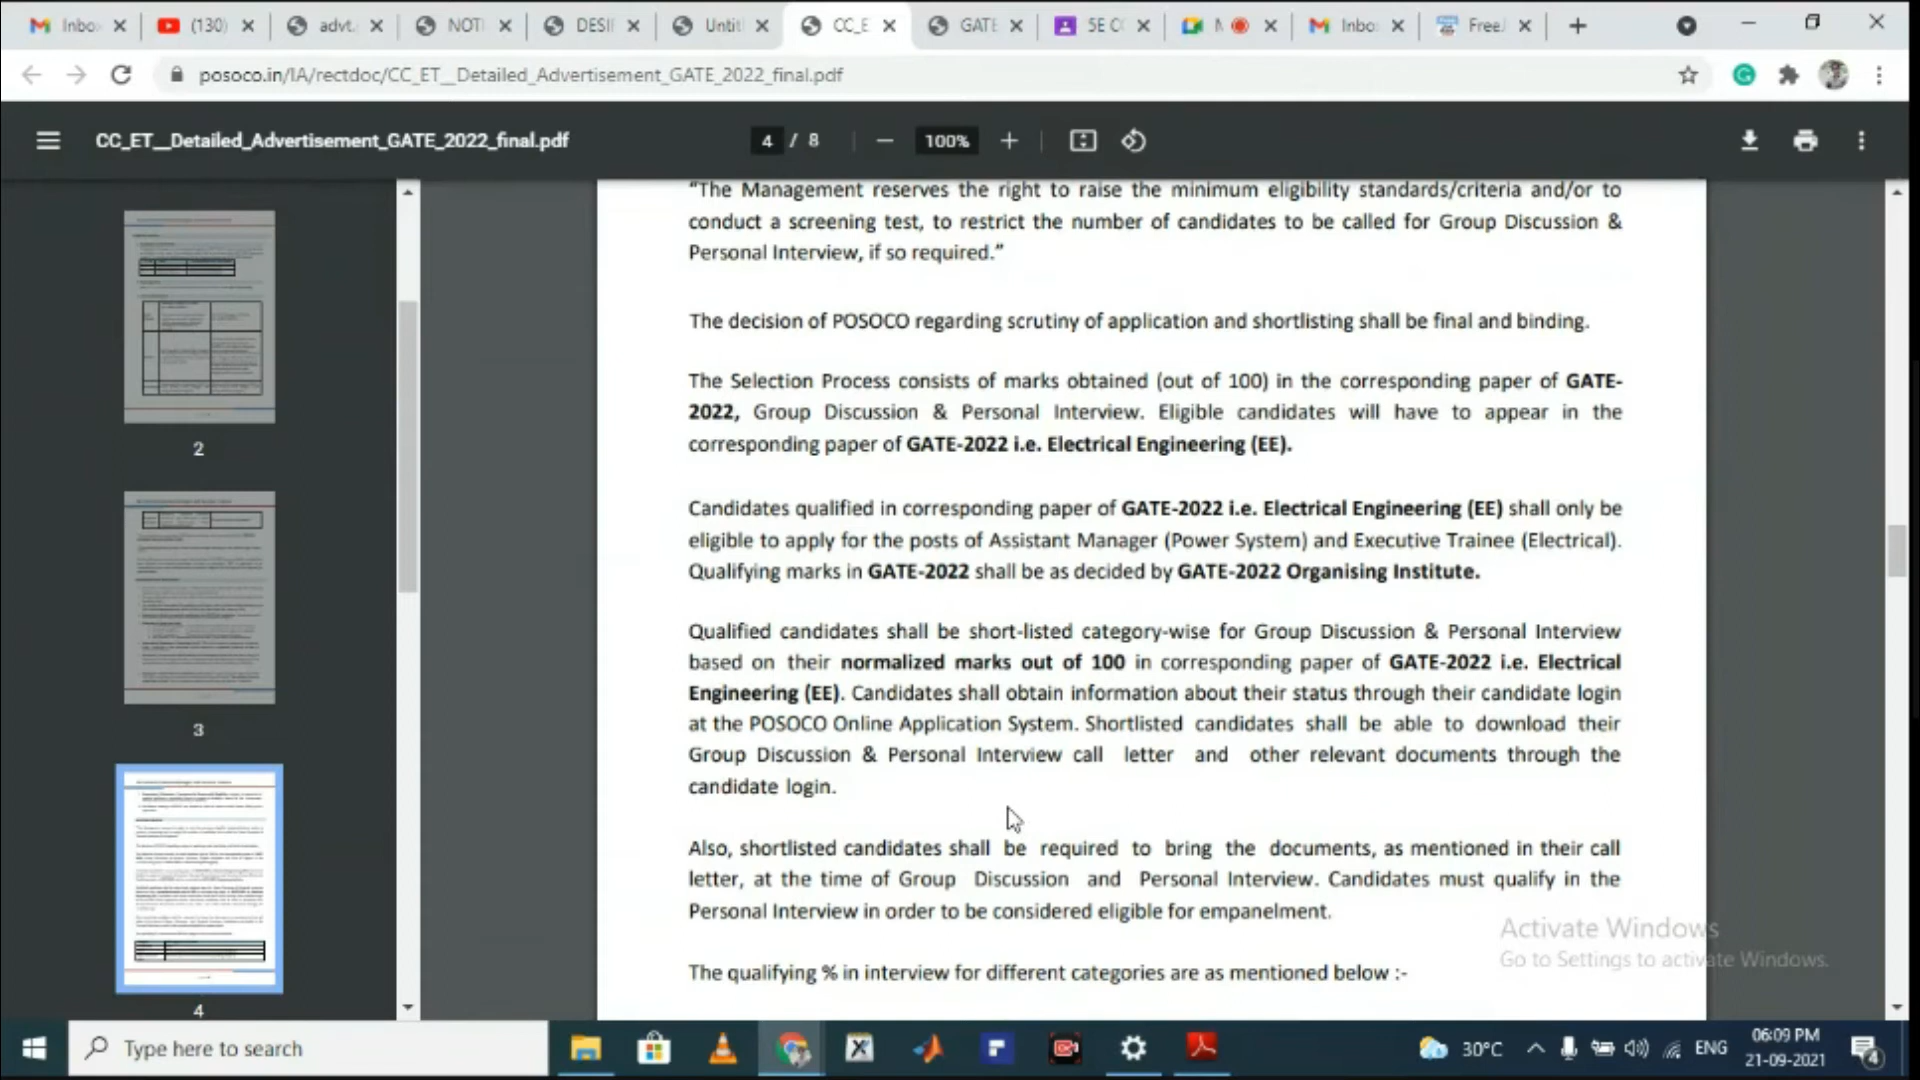 Inbo
(130)
advt.
NOTI
DESII
Untitl
CC_E
GATE
5E C
M
Inbo
Free
posoco.in/IA/rectdoc/CC_ET__Detailed_Advertisement_GATE_2022_final.pdf
CC_ET__Detailed_Advertisement_GATE_2022_final.pdf
4 / 8
100%
2
3
4
"The Management reserves the right to raise the minimum eligibility standards/criteria and/or to
conduct a screening test, to restrict the number of candidates to be called for Group Discussion &
Personal Interview, if so required."
The decision of POSOCO regarding scrutiny of application and shortlisting shall be final and binding.
The Selection Process consists of marks obtained (out of 100) in the corresponding paper of GATE-
2022, Group Discussion & Personal Interview. Eligible candidates will have to appear in the
corresponding paper of GATE-2022 i.e. Electrical Engineering (EE).
Candidates qualified in corresponding paper of GATE-2022 i.e. Electrical Engineering (EE) shall only be
eligible to apply for the posts of Assistant Manager (Power System) and Executive Trainee (Electrical).
Qualifying marks in GATE-2022 shall be as decided by GATE-2022 Organising Institute.
Qualified candidates shall be short-listed category-wise for Group Discussion & Personal Interview
based on their normalized marks out of 100 in corresponding paper of GATE-2022 i.e. Electrical
Engineering (EE). Candidates shall obtain information about their status through their candidate login
at the POSOCO Online Application System. Shortlisted candidates shall be able to download their
Group Discussion & Personal Interview call letter and other relevant documents through the
candidate login.
Also, shortlisted candidates shall be required to bring the documents, as mentioned in their call
letter, at the time of Group Discussion and Personal Interview. Candidates must qualify in the
Personal Interview in order to be considered eligible for empanelment.
The qualifying % in interview for different categories are as mentioned below :-
Activate Windows
Go to Settings to activate Windows.
Type here to search
30°C
ENG
06:09 PM
21-09-2021
4